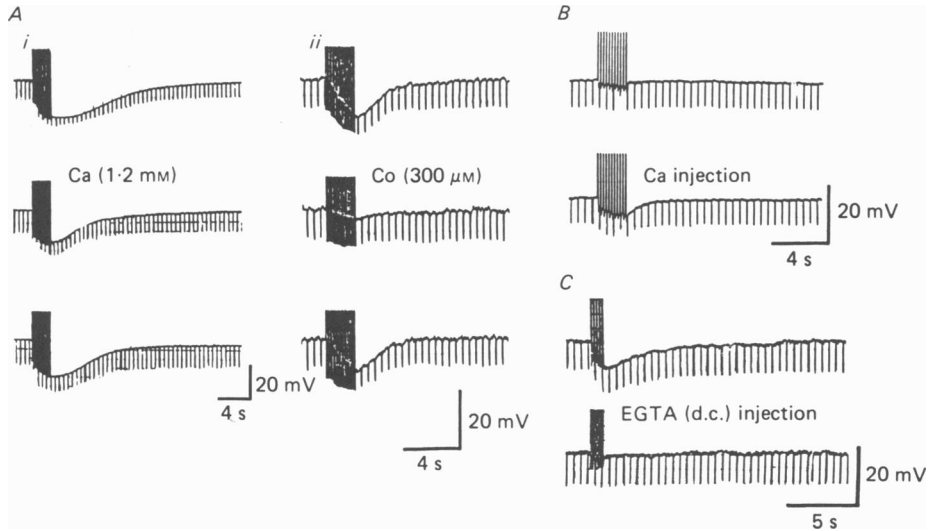 A
i
ii
Ca (1·2 mM)
Co (300 μM)
20 mV
4 s
20 mV
4 s
B
Ca injection
20 mV
4 s
C
EGTA (d.c.) injection
20 mV
5 s